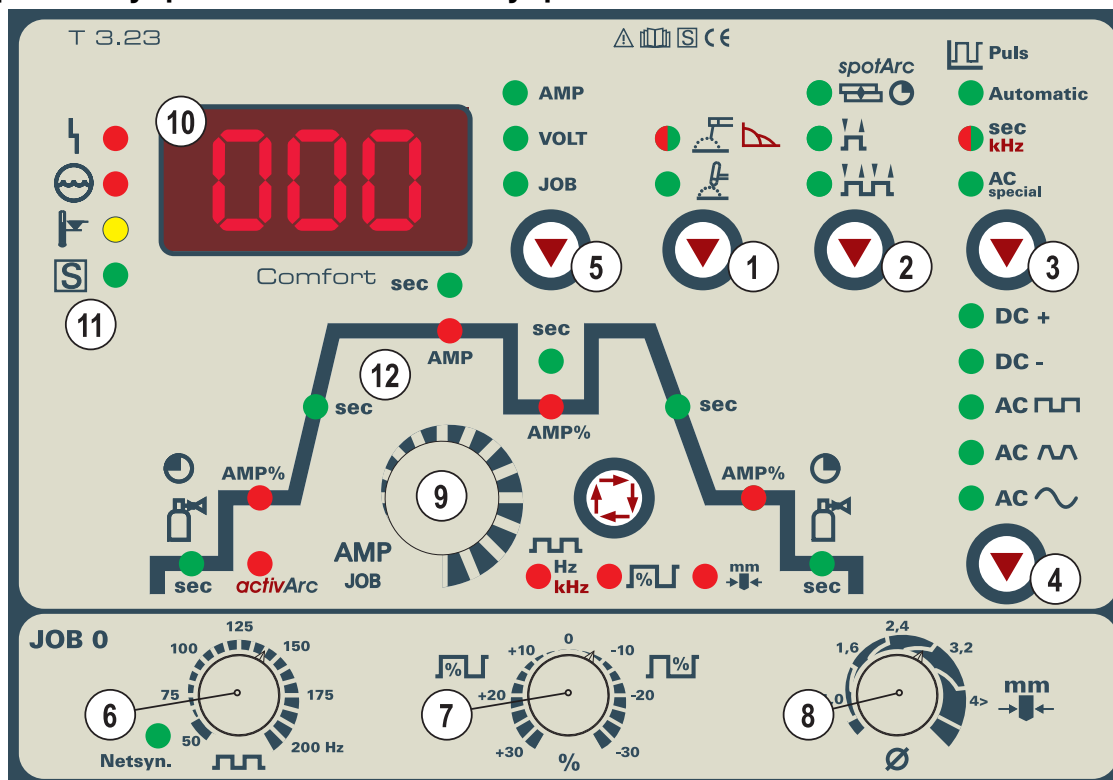 T 3.23
S CE
Puls
spotArc
AMP
VOLT
JOB
Automatic
sec
kHz
AC
special
10
000
S
11
Comfort
5
1
2
3
sec
AMP
12
sec
sec
AMP%
sec
DC +
DC -
AC
AC
AC
AMP%
AMP%
9
AMP
JOB
sec
activArc
Hz
kHz
%
mm
sec
4
JOB 0
6
50
75
100
125
150
175
200 Hz
Netsyn.
%
%
7
+30
+20
+10
0
-10
-20
-30
%
8
1,6
2,4
3,2
4>
mm
Ø